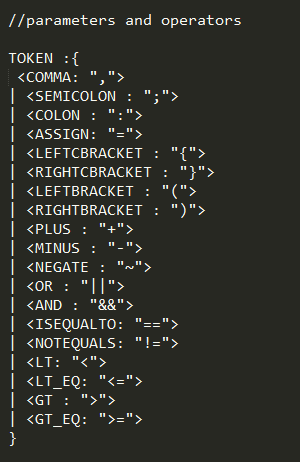 //parameters and operators
TOKEN :{
<COMMA: ",">
| <SEMICOLON : ";">
| <COLON : ":">
| <ASSIGN: "=">
| <LEFTCBRACKET : "{">
| <RIGHTCBRACKET : "}">
| <LEFTBRACKET : "(">
| <RIGHTBRACKET : ")">
| <PLUS : "+">
| <MINUS : "-">
| <NEGATE : "~">
| <OR : "||">
| <AND : "&&">
| <ISEQUALTO: "==">
| <NOTEQUALS: "!=">
| <LT: "<">
| <LT_EQ: "<=">
| <GT : ">">
| <GT_EQ: ">=">
}